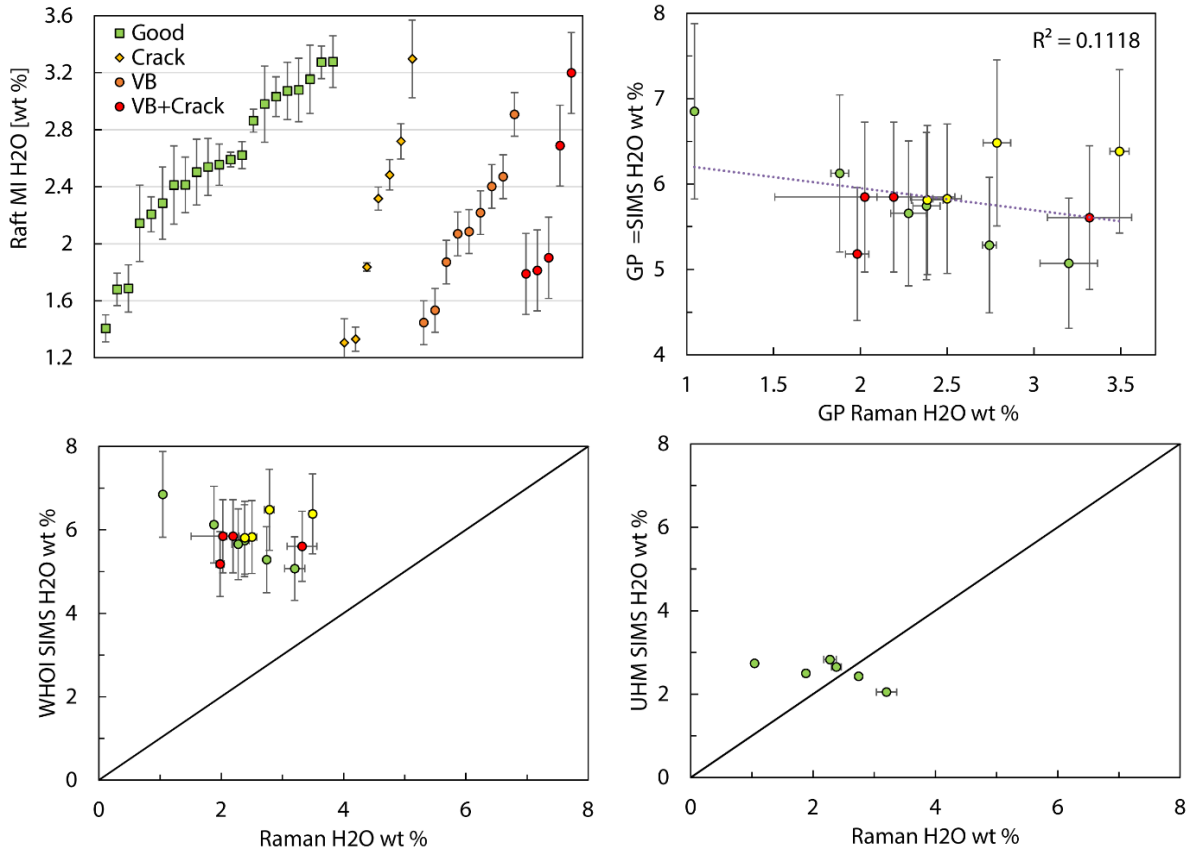 3.6
3.2
2.8
2.4
2
1.6
1.2
Raft MI H2O [wt %]
Good
Crack
VB
VB+Crack
8
7
6
5
4
GP =SIMS H2O wt %
R² = 0.1118
1 1.5 2 2.5 3 3.5
GP Raman H2O wt %
8
6
4
2
0
WHOI SIMS H2O wt %
0 2 4 6 8
Raman H2O wt %
8
6
4
2
0
UHM SIMS H2O wt %
0 2 4 6 8
Raman H2O wt %